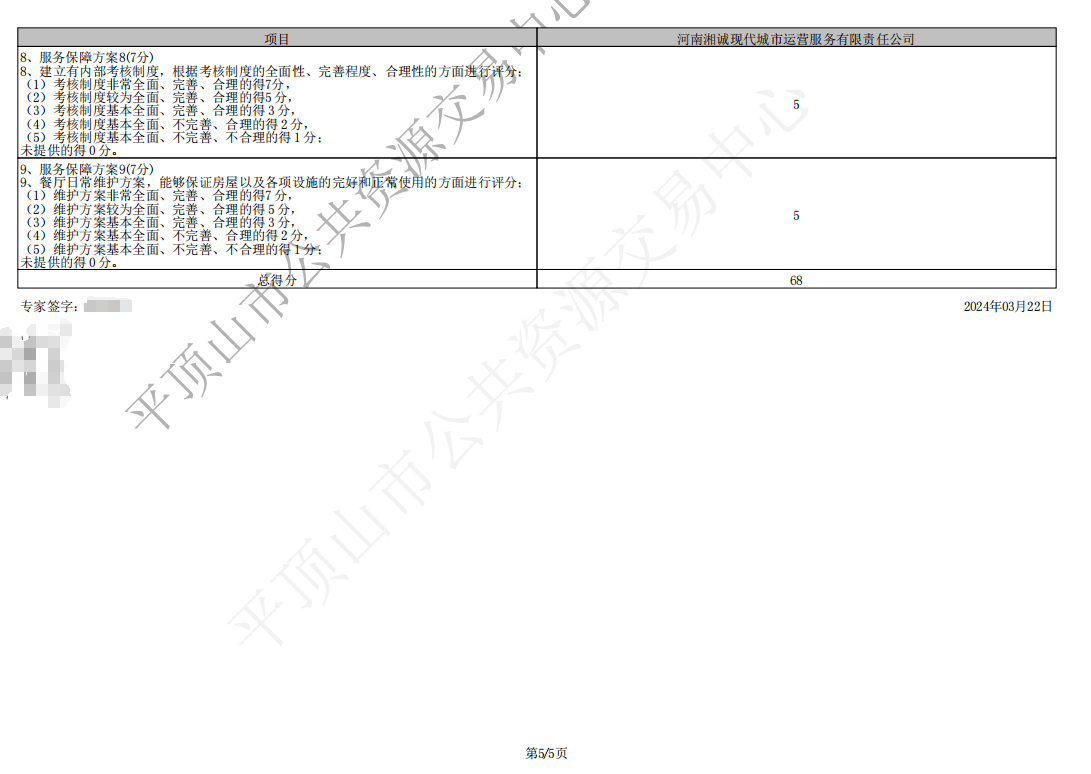 项目
河南湘诚现代城市运营服务有限责任公司
8、服务保障方案8(7分)
8、建立有内部考核制度，根据考核制度的全面性、完善程度、合理性的方面进行评分；
（1）考核制度非常全面、完善、合理的得7分，
（2）考核制度较为全面、完善、合理的得5分，
（3）考核制度基本全面、完善、合理的得3分，
（4）考核制度基本全面、不完善、合理的得2分，
（5）考核制度基本全面、不完善、不合理的得1分；
未提供的得0分。
5
9、服务保障方案9(7分)
9、餐厅日常维护方案，能够保证房屋以及各项设施的完好和正常使用的方面进行评分；
（1）维护方案非常全面、完善、合理的得7分，
（2）维护方案较为全面、完善、合理的得5分，
（3）维护方案基本全面、完善、合理的得3分，
（4）维护方案基本全面、不完善、合理的得2分，
（5）维护方案基本全面、不完善、不合理的得1分；
未提供的得0分。
5
总得分
68
专家签字：
2024年03月22日
平顶山市公共资源交易中心
平顶山市公共资源交易中心
第5/5页